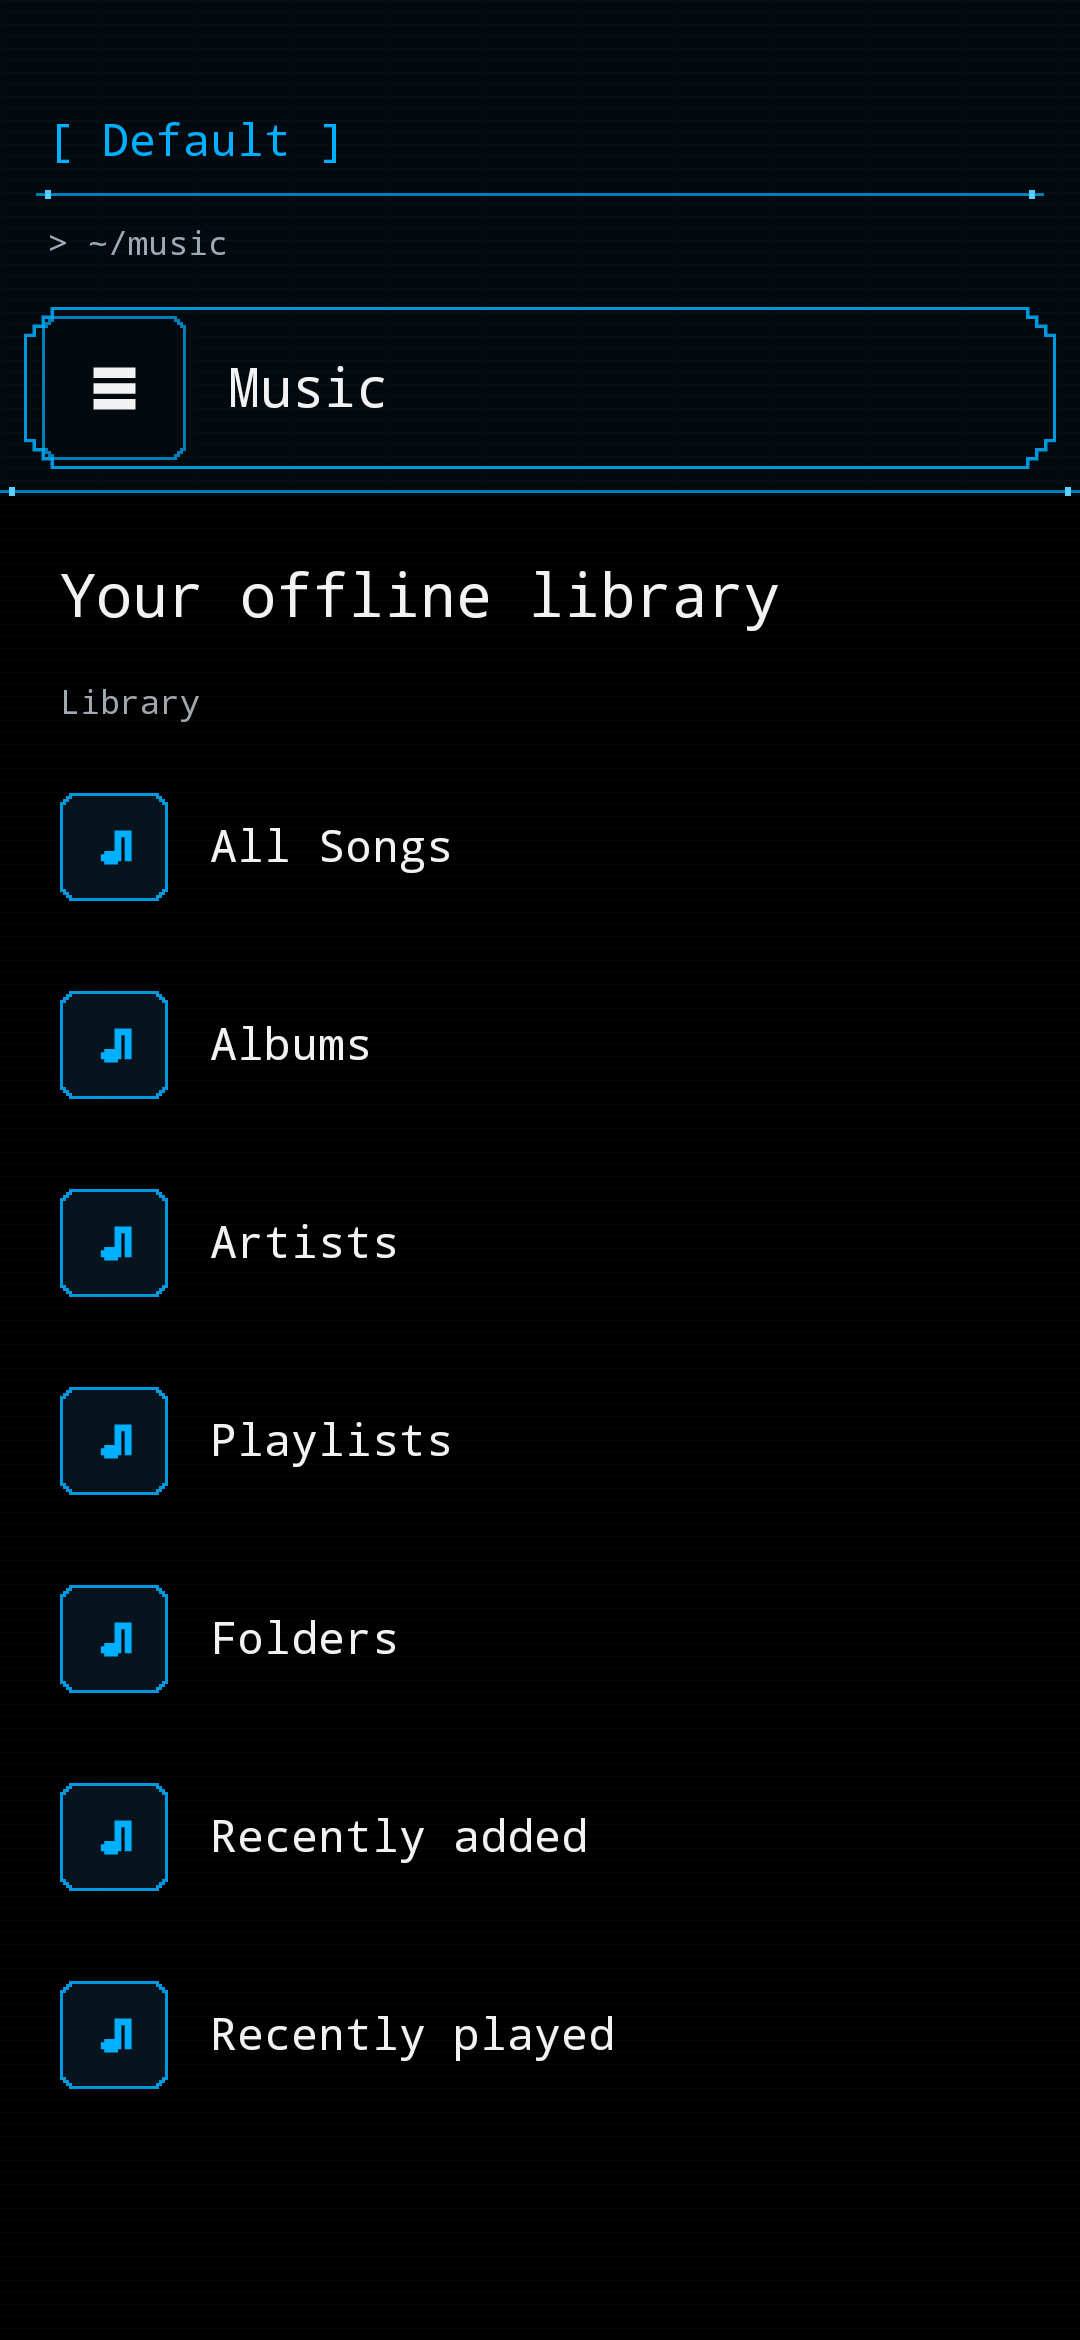 [ Default ]
> ~/music
Music
Your offline library
Library
All Songs
Albums
Artists
Playlists
Folders
Recently added
Recently played